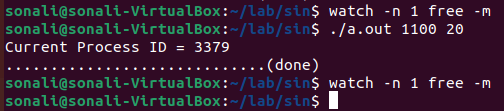 sonali@sonali-VirtualBox:~/lab/sin$ watch -n 1 free -m
sonali@sonali-VirtualBox:~/lab/sin$ ./a.out 1100 20
Current Process ID = 3379
.............................(done)
sonali@sonali-VirtualBox:~/lab/sin$ watch -n 1 free -m
sonali@sonali-VirtualBox:~/lab/sin$